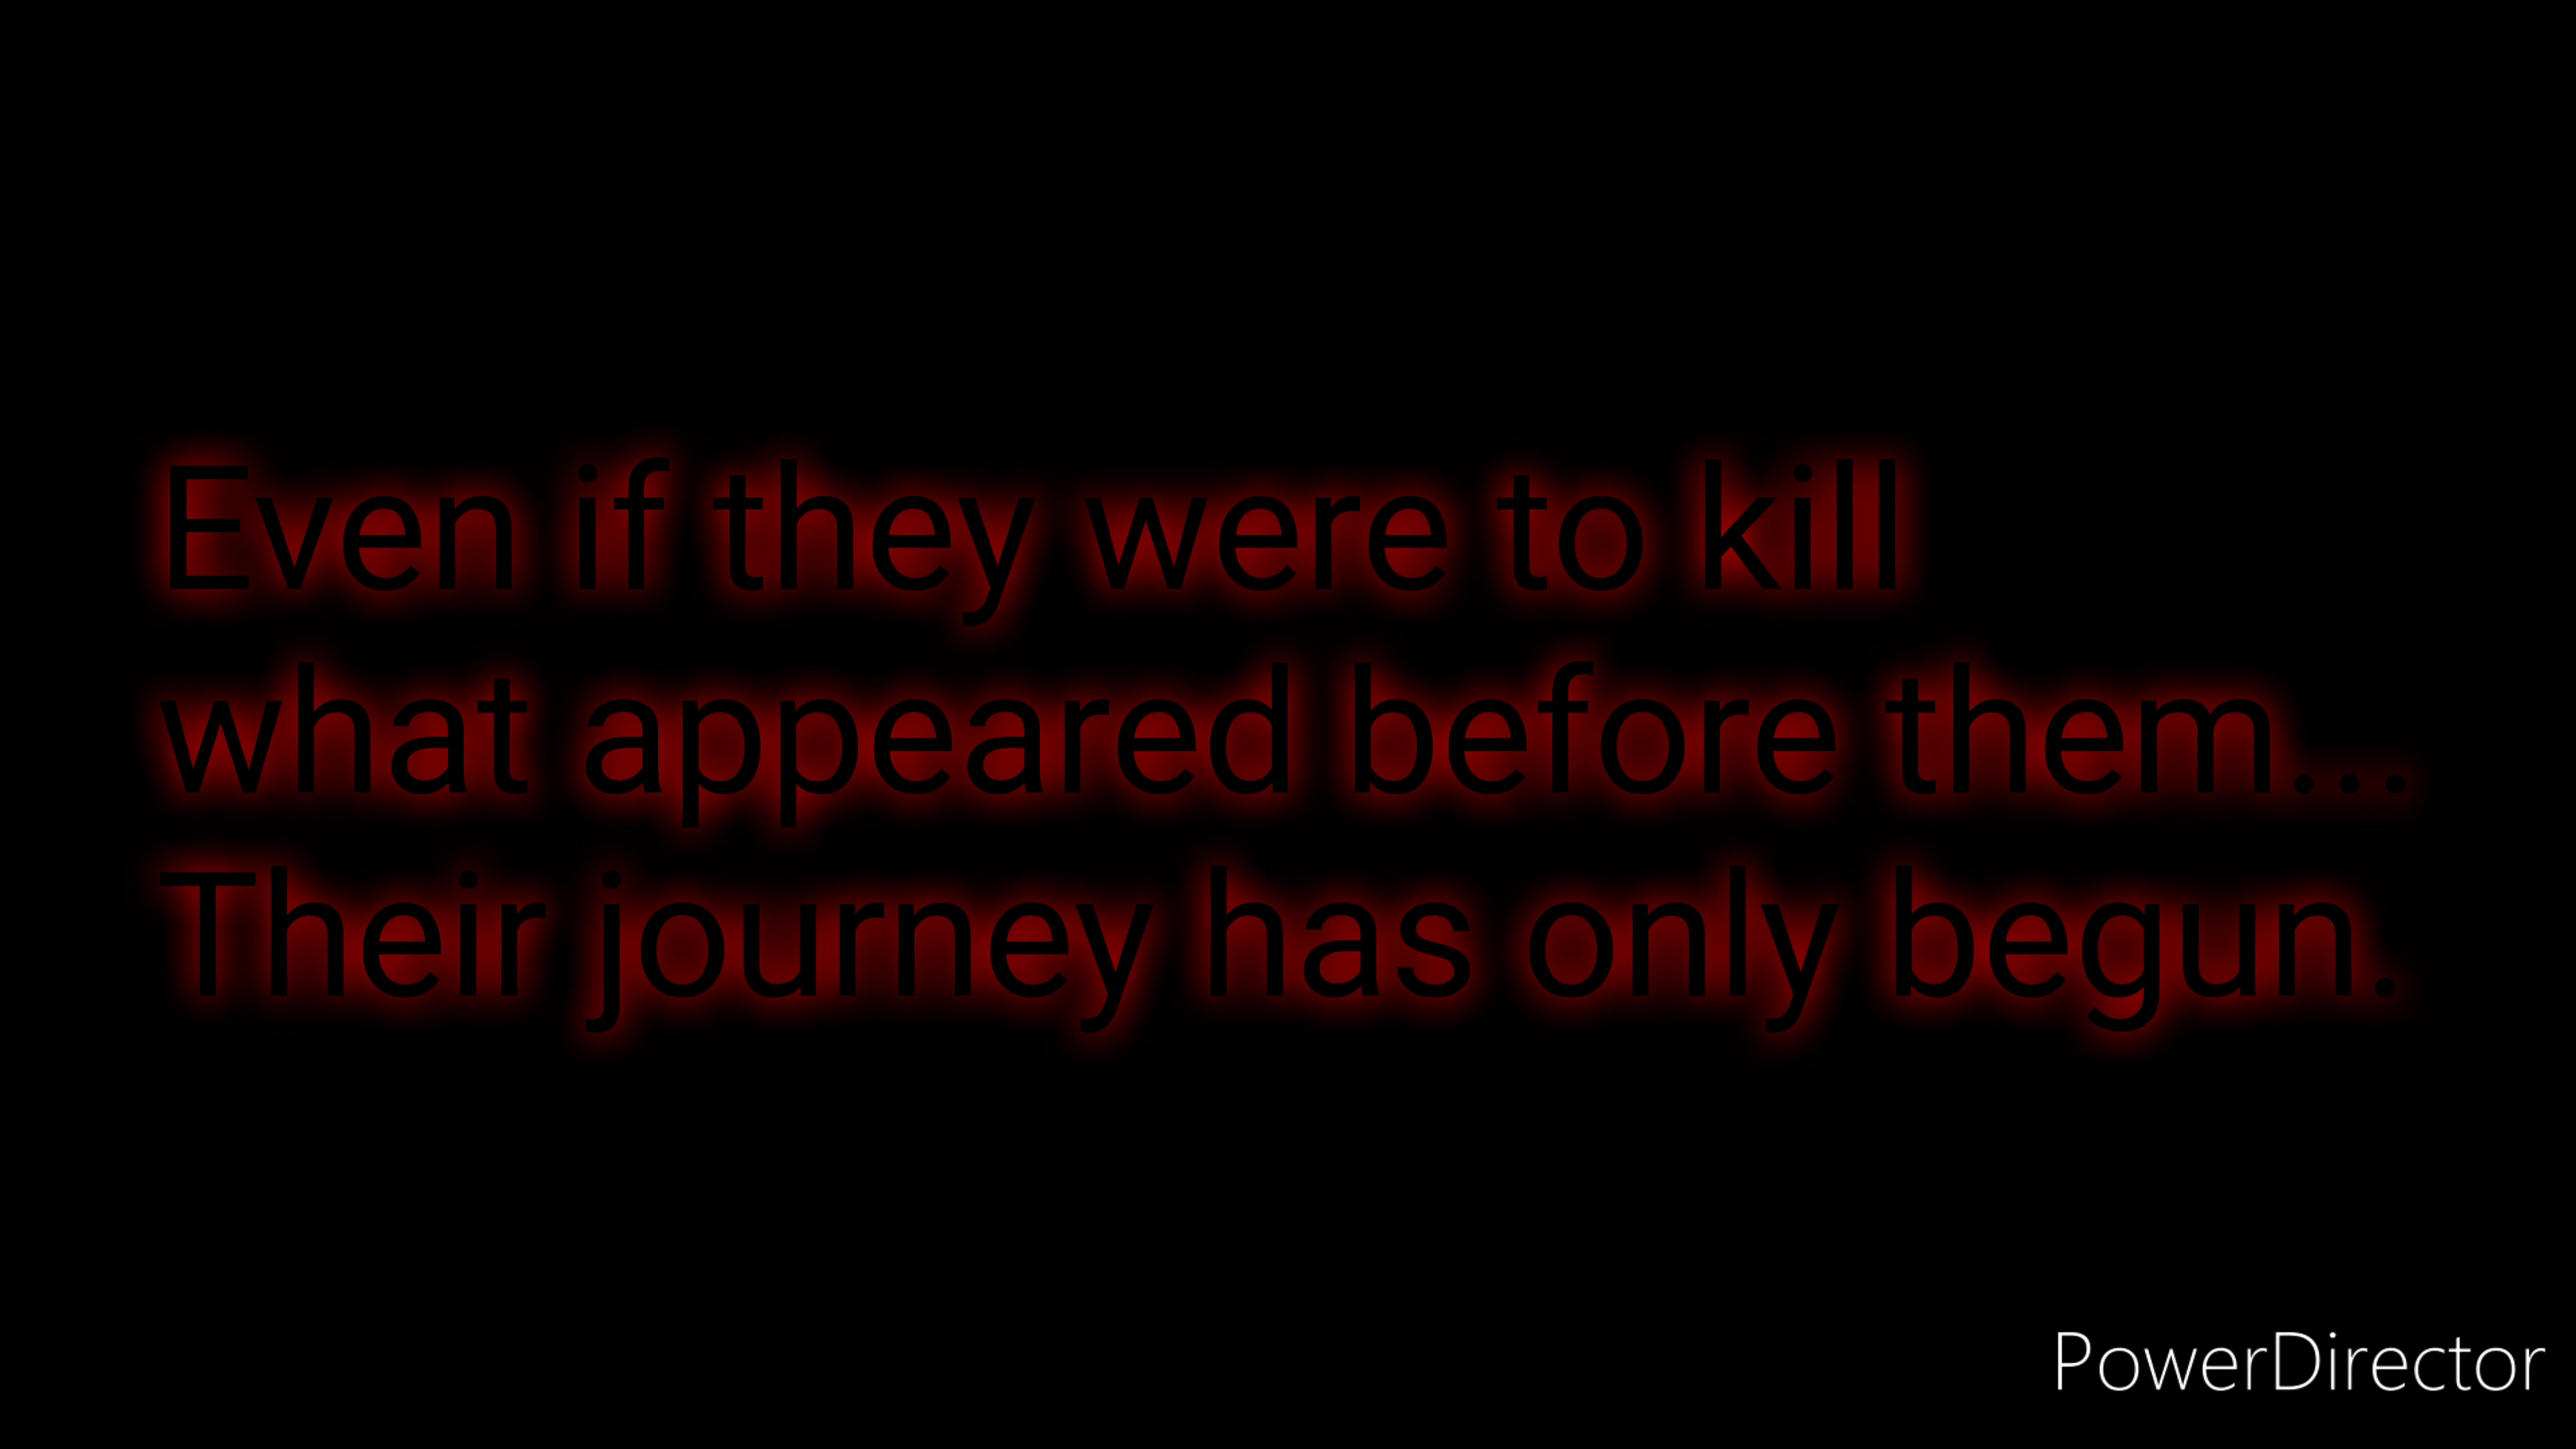 Even if they were to kill
what appeared before them...
Their journey has only begun.
PowerDirector